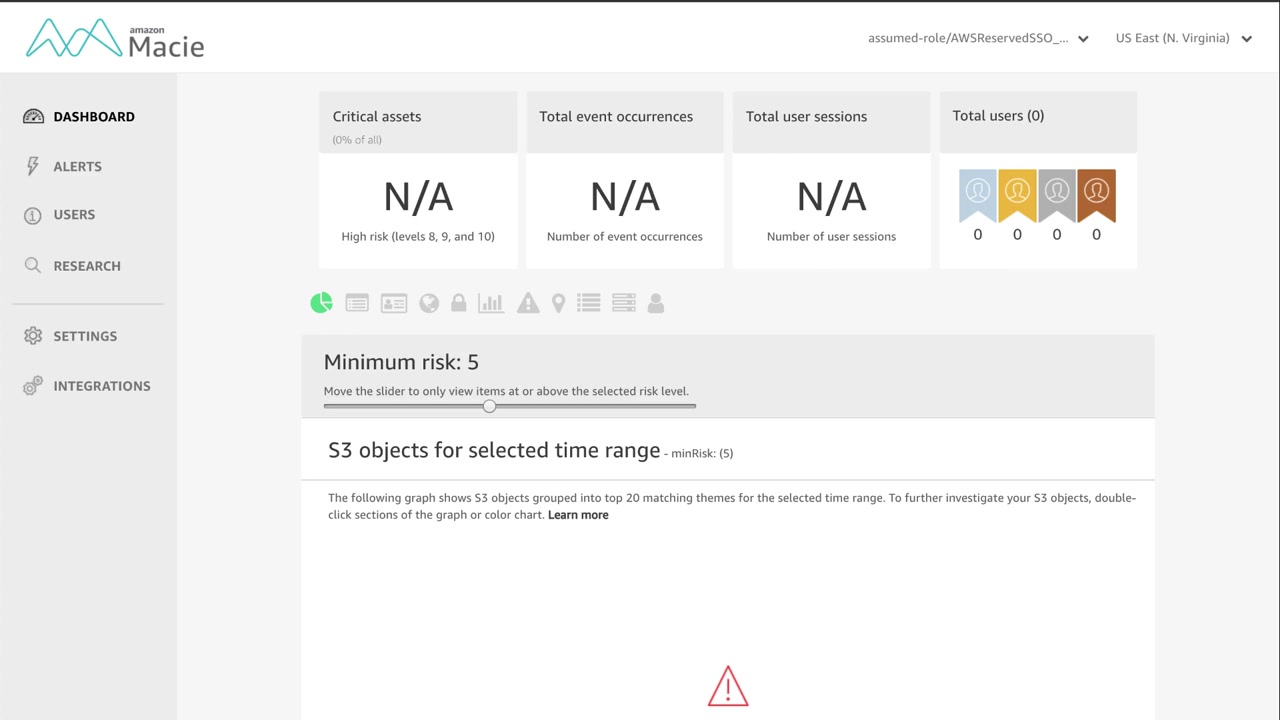 amazon
Macie
assumed-role/AWSReservedSSO_...
US East (N. Virginia)
DASHBOARD
ALERTS
USERS
RESEARCH
SETTINGS
INTEGRATIONS
Critical assets
(0% of all)
N/A
High risk (levels 8, 9, and 10)
Total event occurrences
N/A
Number of event occurrences
Total user sessions
N/A
Number of user sessions
Total users (0)
0 0 0 0
Minimum risk: 5
Move the slider to only view items at or above the selected risk level.
S3 objects for selected time range - minRisk: (5)
The following graph shows S3 objects grouped into top 20 matching themes for the selected time range. To further investigate your S3 objects, double-
click sections of the graph or color chart. Learn more